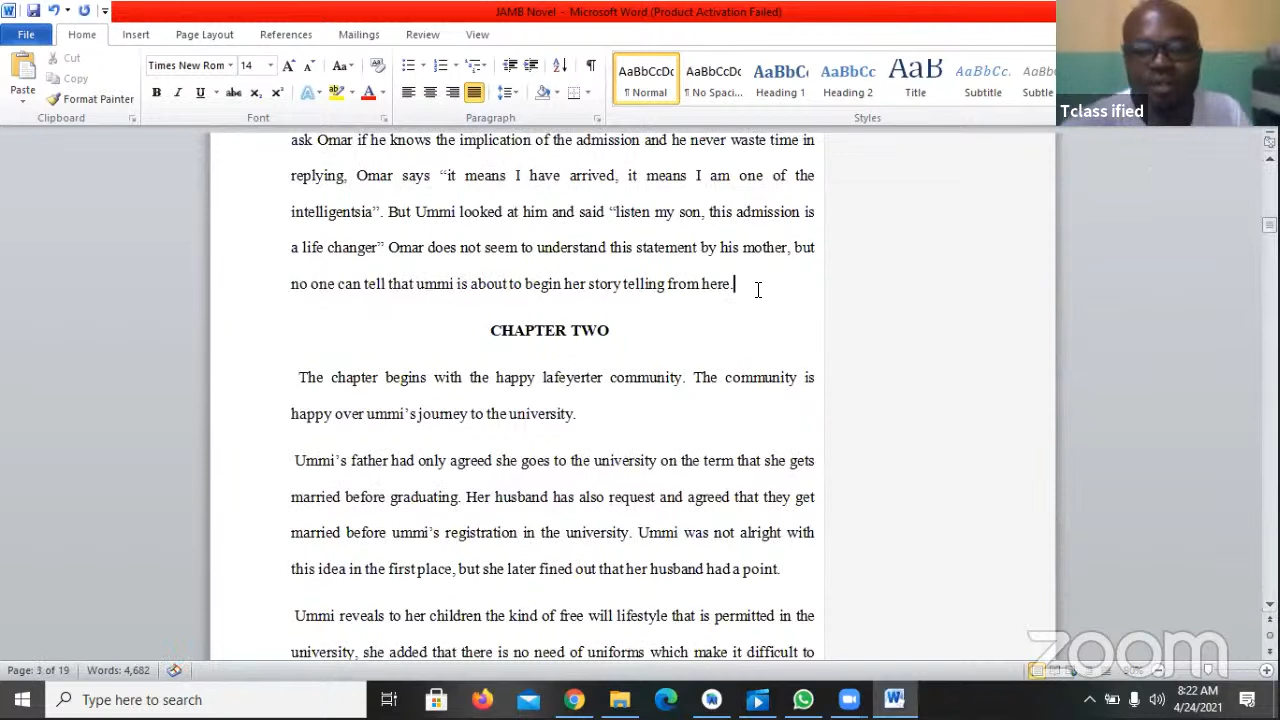 JAMB Novel - Microsoft Word (Product Activation Failed)
File Home Insert Page Layout References Mailings Review View
Paste Cut Copy Format Painter
Times New Rom 14
AaBbCcDc AaBbCcDc AaBbC AaBbCc AaB AaBbCc.
¶ Normal ¶ No Spaci... Heading 1 Heading 2 Title Subtitle
Clipboard Font Paragraph Styles
Tclass ified
ask Omar if he knows the implication of the admission and he never waste time in
replying, Omar says “it means I have arrived, it means I am one of the
intelligentsia”. But Ummi looked at him and said “listen my son, this admission is
a life changer” Omar does not seem to understand this statement by his mother, but
no one can tell that ummi is about to begin her story telling from here.
CHAPTER TWO
The chapter begins with the happy lafeyerter community. The community is
happy over ummi’s journey to the university.
Ummi’s father had only agreed she goes to the university on the term that she gets
married before graduating. Her husband has also request and agreed that they get
married before ummi’s registration in the university. Ummi was not alright with
this idea in the first place, but she later fined out that her husband had a point.
Ummi reveals to her children the kind of free will lifestyle that is permitted in the
university, she added that there is no need of uniforms which make it difficult to
zoom
Page: 3 of 19 Words: 4,682
Type here to search
8:22 AM
4/24/2021